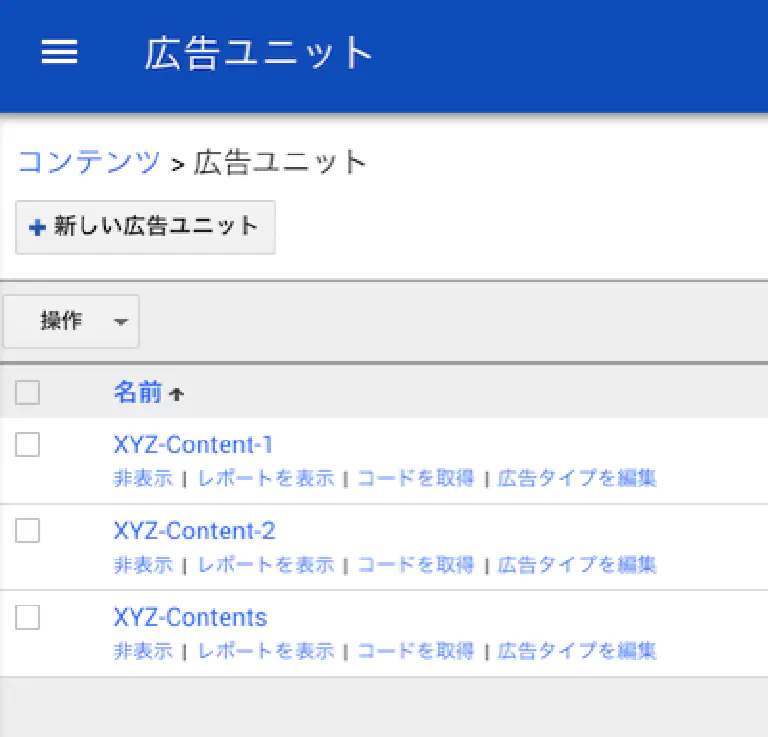 広告ユニット
コンテンツ > 広告ユニット
+ 新しい広告ユニット
操作
名前 ↑
XYZ-Content-1
非表示 | レポートを表示 | コードを取得 | 広告タイプを編集
XYZ-Content-2
非表示 | レポートを表示 | コードを取得 | 広告タイプを編集
XYZ-Contents
非表示 | レポートを表示 | コードを取得 | 広告タイプを編集